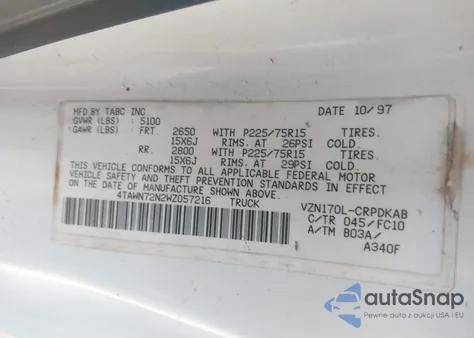 MFD BY TABC INC. DATE 10/97
GVWR (LBS) : 5100
GAWR (LBS) : FRT. 2650 WITH P225/75R15 TIRES.
15X6J RIMS. AT 26PSI COLD.
RR. 2800 WITH P225/75R15 TIRES.
15X6J RIMS. AT 29PSI COLD.
THIS VEHICLE CONFORMS TO ALL APPLICABLE FEDERAL MOTOR
VEHICLE SAFETY AND THEFT PREVENTION STANDARDS IN EFFECT ON THE
DATE OF MANUFACTURE SHOWN ABOVE.
4TAWN72N2WZ057216 TRUCK VZN170L-CRPDKAB
C/TR 045/FC10
A/TM B03A/
A340F
autoSnap
Pewne auta z aukcji USA i EU